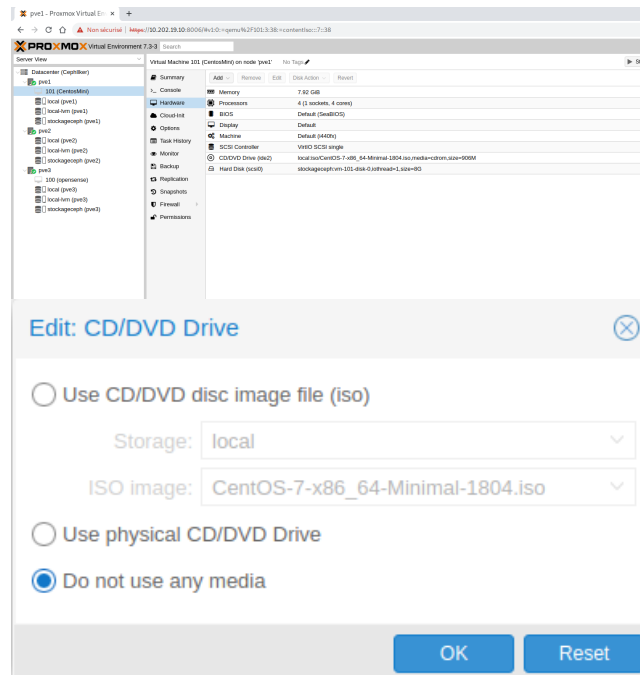 pve1 - Proxmox Virtual En × +
Non sécurisé | https://10.202.19.10:8006/#v1:0:=qemu%2F101:3:38:=contentIso:::7::38
PROXMOX Virtual Environment 7.3-3 Search
Server View
Virtual Machine 101 (CentosMini) on node 'pve1' No Tags
Datacenter (Cephilker)
pve1
101 (CentosMini)
local (pve1)
local-lvm (pve1)
stockageceph (pve1)
pve2
local (pve2)
local-lvm (pve2)
stockageceph (pve2)
pve3
100 (opensense)
local (pve3)
local-lvm (pve3)
stockageceph (pve3)
Summary
Console
Hardware
Cloud-Init
Options
Task History
Monitor
Backup
Replication
Snapshots
Firewall
Permissions
Add Remove Edit Disk Action Revert
Memory 7.92 GiB
Processors 4 (1 sockets, 4 cores)
BIOS Default (SeaBIOS)
Display Default
Machine Default (i440fx)
SCSI Controller VirtIO SCSI single
CD/DVD Drive (ide2) local:iso/CentOS-7-x86_64-Minimal-1804.iso,media=cdrom,size=906M
Hard Disk (scsi0) stockageceph:vm-101-disk-0,iothread=1,size=8G
Edit: CD/DVD Drive
Use CD/DVD disc image file (iso)
Storage: local
ISO image: CentOS-7-x86_64-Minimal-1804.iso
Use physical CD/DVD Drive
Do not use any media
OK Reset